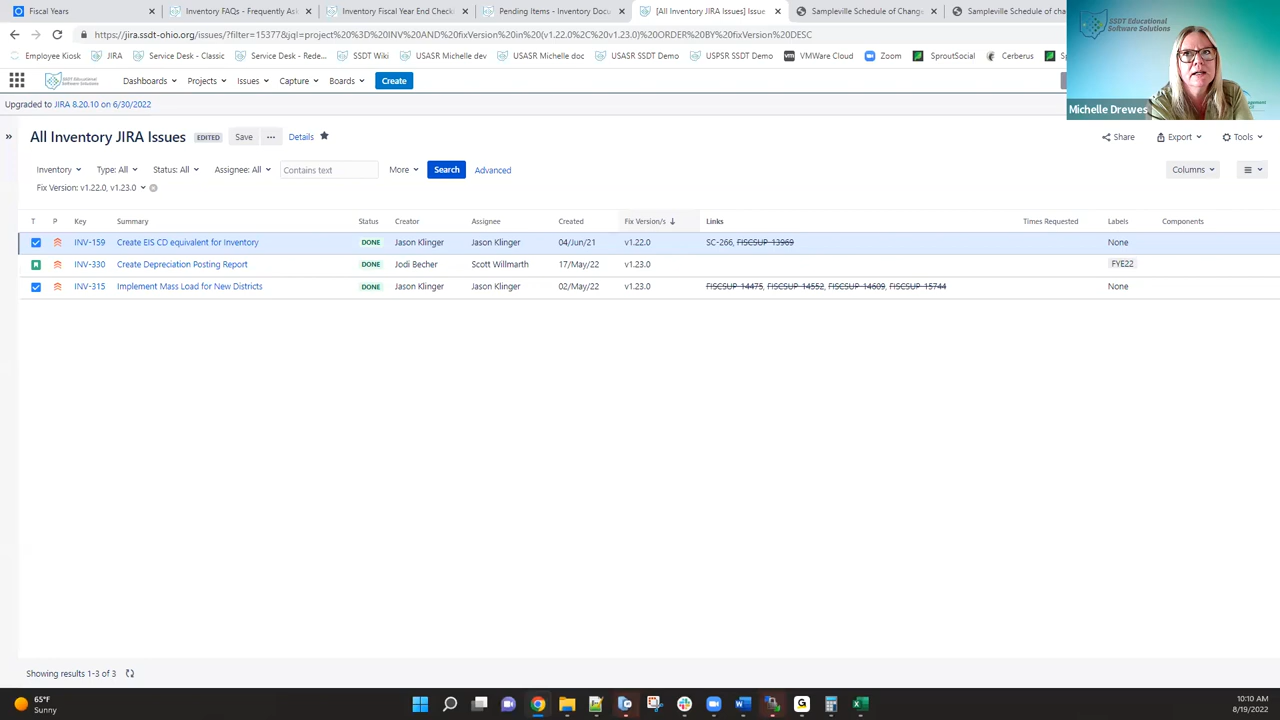 Fiscal Years
Inventory FAQs - Frequently Ask
Inventory Fiscal Year End Check
Pending Items - Inventory Docu
[All Inventory JIRA Issues] Issue
Sampleville Schedule of Change
Sampleville Schedule of cha
jira.ssdt-ohio.org/issues/?filter=15377&jql=project%20%3D%20
ersion%20in%20(v1.22.0%2C%20v1.23.0)%20ORDER%20BY%20fixVersion%20DESC
Employee Kiosk
JIRA
Service Desk - Classic
Service Desk - Rede...
SSDT Wiki
USASR Michelle dev
USASR Michelle doc
USASR SSDT Demo
USPSR SSDT Demo
VMWare Cloud
Zoom
SproutSocial
Cerberus
Sp
SSDT Educational
Software Solutions
Dashboards
Projects
Issues
Capture
Boards
Create
Upgraded to JIRA 8.20.10 on 6/30/2022
SSDT Educational
Software Solutions
Michelle Drewes
All Inventory JIRA Issues
EDITED
Save
Details
Share
Export
Tools
Inventory
Type: All
Status: All
Assignee: All
Contains text
More
Search
Advanced
Columns
Fix Version: v1.22.0, v1.23.0
T P Key Summary Status Creator Assignee Created Fix Version/s Links Times Requested Labels Components
INV-159 Create EIS CD equivalent for Inventory DONE Jason Klinger Jason Klinger 04/Jun/21 v1.22.0 SC-266, FISCSUP-13969 None
INV-330 Create Depreciation Posting Report DONE Jodi Becher Scott Willmarth 17/May/22 v1.23.0 FYE22
INV-315 Implement Mass Load for New Districts DONE Jason Klinger Jason Klinger 02/May/22 v1.23.0 FISCSUP-14475, FISCSUP-14552, FISCSUP-14609, FISCSUP-15744 None
Showing results 1-3 of 3
65°F
Sunny
10:10 AM
8/19/2022